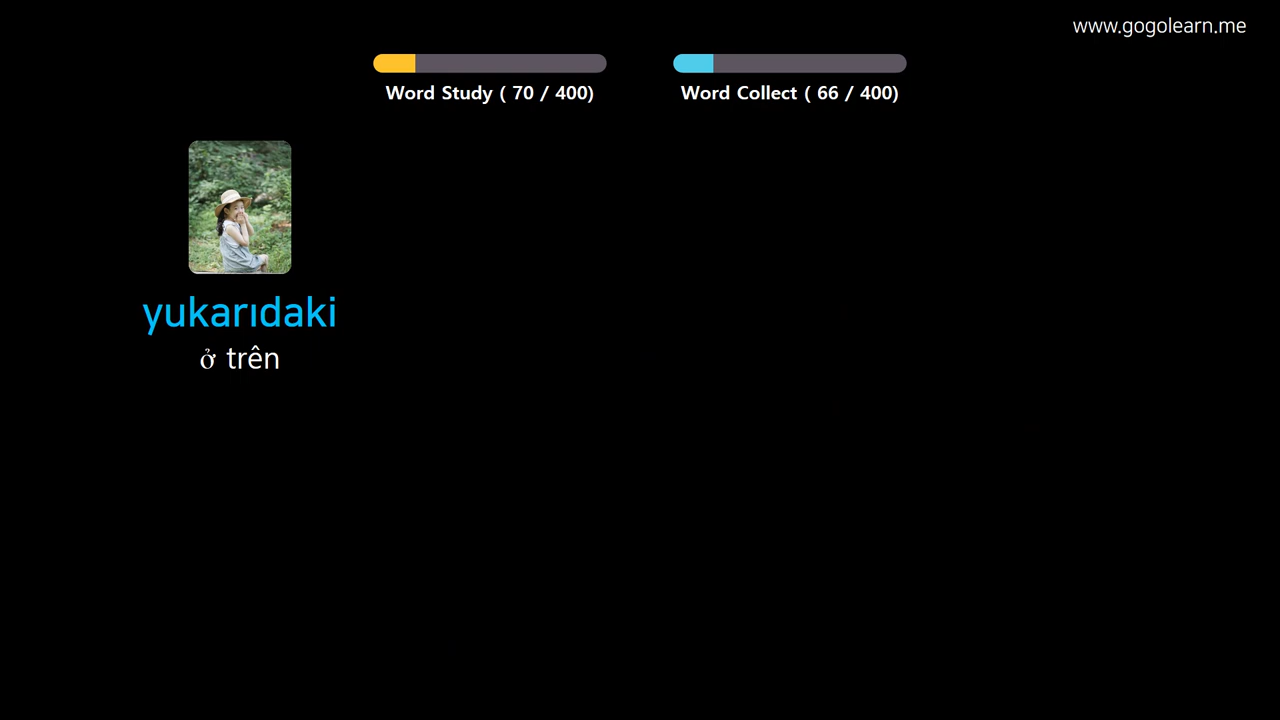 www.gogolearn.me
Word Study ( 70 / 400)
Word Collect ( 66 / 400)
yukarıdaki
ở trên